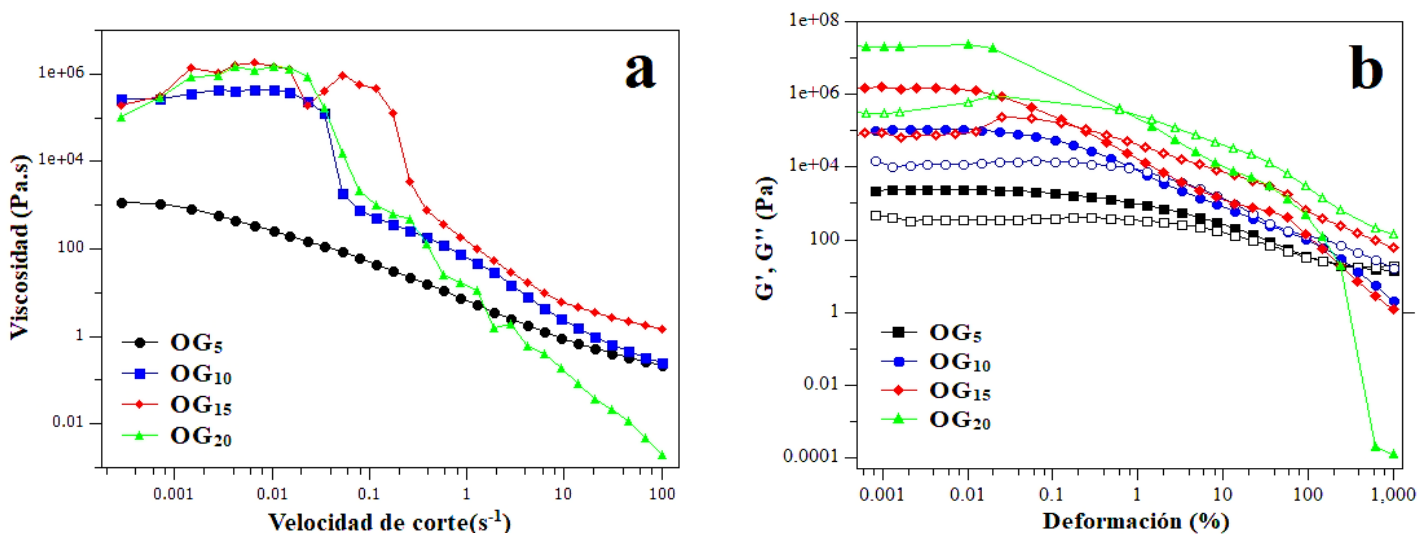 a
Viscosidad (Pa.s)
1e+06
1e+04
100
1
0.01
OG5
OG10
OG15
OG20
0.001
0.01
0.1
1
10
100
Velocidad de corte(s-1)
b
G', G'' (Pa)
1e+08
1e+06
1e+04
100
1
0.01
0.0001
OG5
OG10
OG15
OG20
0.001
0.01
0.1
1
10
100
1,000
Deformación (%)